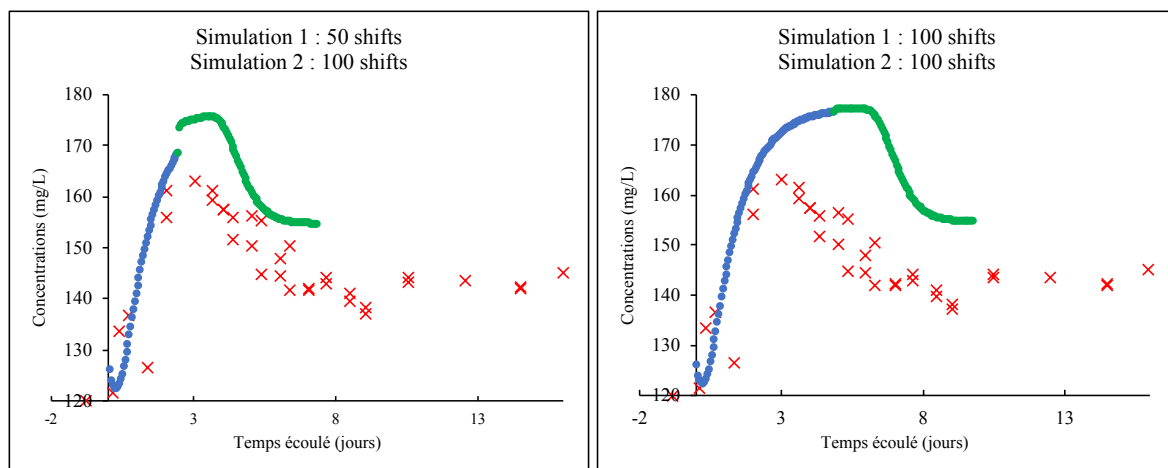 Simulation 1 : 50 shifts
Simulation 2 : 100 shifts
180
170
160
150
140
130
120
-2
3
8
13
Concentrations (mg/L)
Temps écoulé (jours)
Simulation 1 : 100 shifts
Simulation 2 : 100 shifts
180
170
160
150
140
130
120
-2
3
8
13
Concentrations (mg/L)
Temps écoulé (jours)